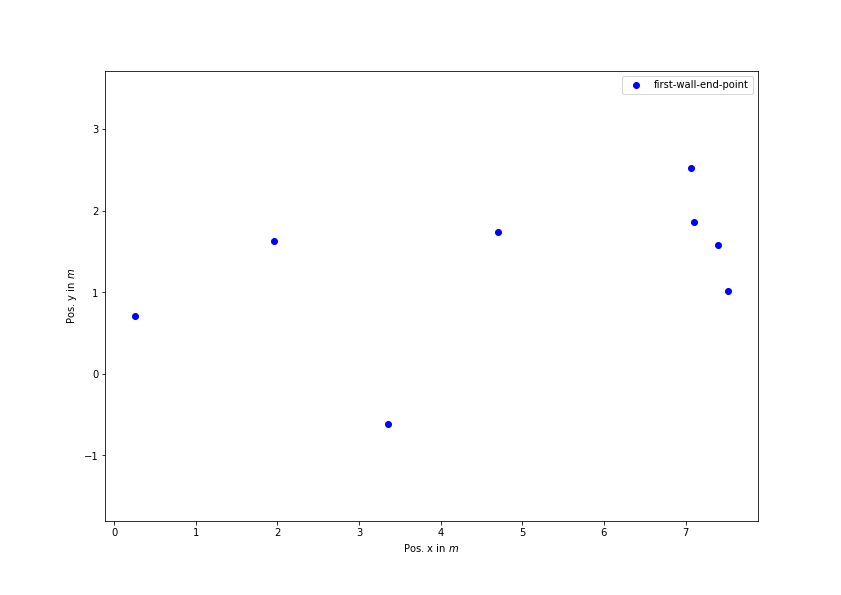 first-wall-end-point
3
2
1
0
−1
Pos. y in m
0 1 2 3 4 5 6 7
Pos. x in m